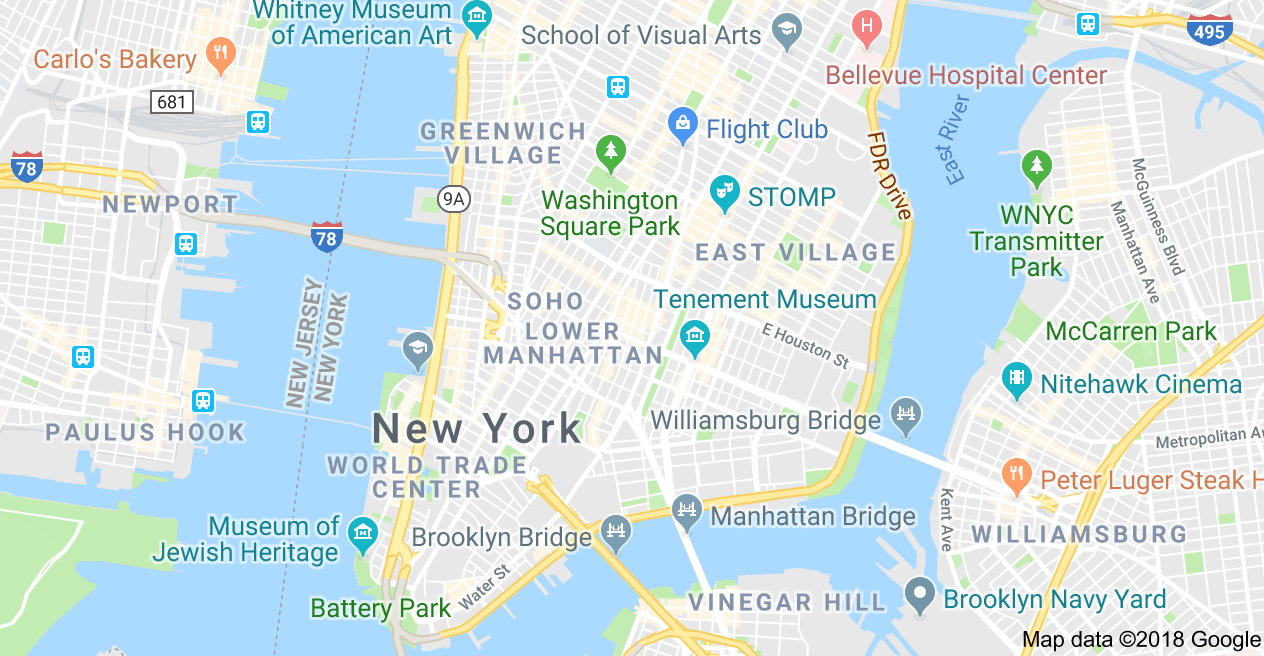 Whitney Museum
of American Art
School of Visual Arts
H
495
Carlo's Bakery
Bellevue Hospital Center
681
East River
GREENWICH
VILLAGE
Flight Club
FDR Drive
78
McGuinness Blvd
NEWPORT
9A
Washington
Square Park
STOMP
Manhattan Ave
WNYC
Transmitter
Park
78
EAST VILLAGE
NEW JERSEY
NEW YORK
SOHO
Tenement Museum
LOWER
MANHATTAN
E Houston St
McCarren Park
Nitehawk Cinema
New York
Williamsburg Bridge
PAULUS HOOK
Metropolitan Av
WORLD TRADE
CENTER
Peter Luger Steak H
Kent Ave
Museum of
Jewish Heritage
Brooklyn Bridge
Manhattan Bridge
WILLIAMSBURG
Water St
Battery Park
VINEGAR HILL
Brooklyn Navy Yard
Map data ©2018 Google